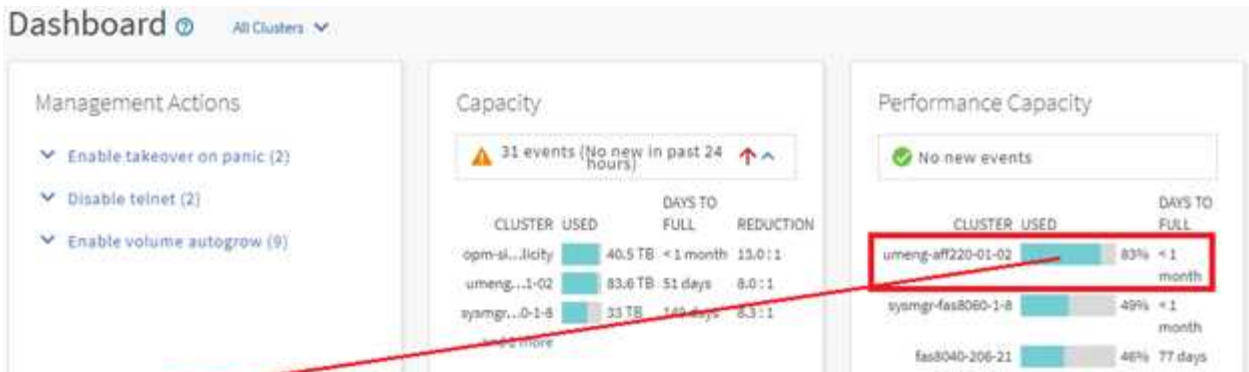 Dashboard All Clusters
Management Actions
Enable takeover on panic (2)
Disable telnet (2)
Enable volume autogrow (9)
Capacity
31 events (No new in past 24
hours)
DAYS TO
CLUSTER USED FULL REDUCTION
opm-si...licity 40.5 TB < 1 month 15.0 : 1
umeng...1-02 83.6 TB 51 days 8.0 : 1
sysmgr...0-1-8 33 TB 149 days 8.3 : 1
more
Performance Capacity
No new events
DAYS TO
CLUSTER USED FULL
umeng-aff220-01-02 83% < 1
month
sysmgr-fas8060-1-8 49% < 1
month
fas8040-206-21 46% 77 days